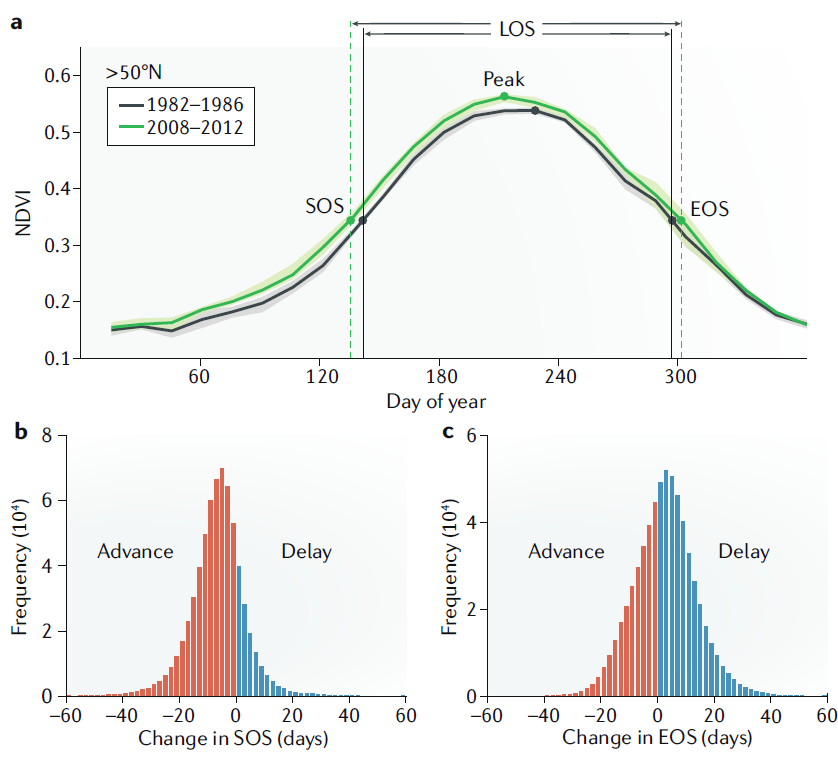 a
LOS
>50°N
1982–1986
2008–2012
Peak
SOS
EOS
NDVI
0.6
0.5
0.4
0.3
0.2
0.1
60 120 180 240 300
Day of year
b
Frequency (10⁴)
8
6
4
2
0
Advance Delay
–60 –40 –20 0 20 40 60
Change in SOS (days)
c
Frequency (10⁴)
6
4
2
0
Advance Delay
–60 –40 –20 0 20 40 60
Change in EOS (days)